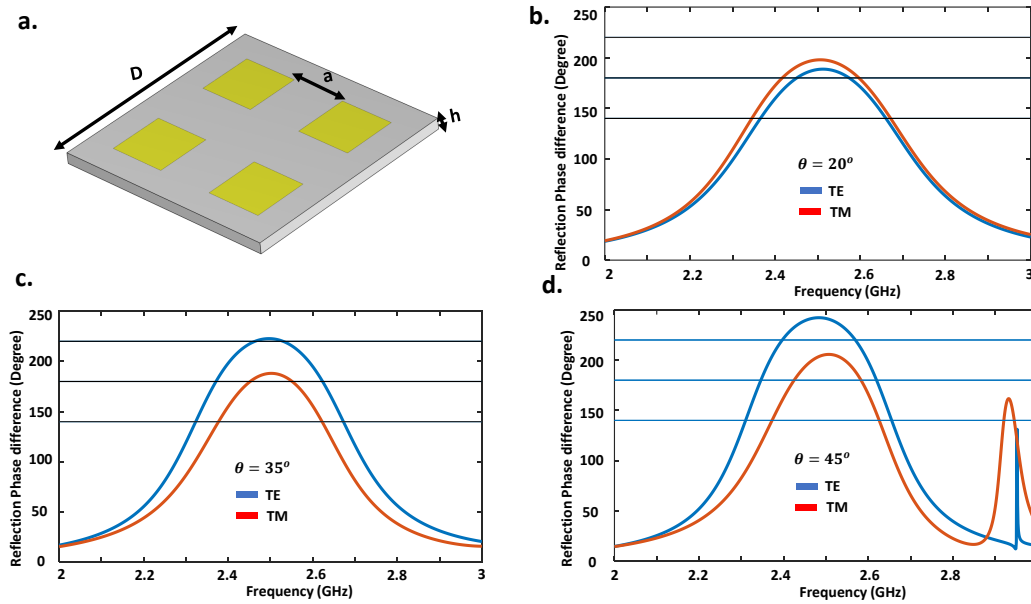 a.
D
a
h
b.
Reflection Phase difference (Degree)
250
200
150
100
50
0
θ = 20°
TE
TM
2
2.2
2.4
2.6
2.8
3
Frequency (GHz)
c.
Reflection Phase difference (Degree)
250
200
150
100
50
0
θ = 35°
TE
TM
2
2.2
2.4
2.6
2.8
3
Frequency (GHz)
d.
Reflection Phase difference (Degree)
250
200
150
100
50
0
θ = 45°
TE
TM
2
2.2
2.4
2.6
2.8
3
Frequency (GHz)